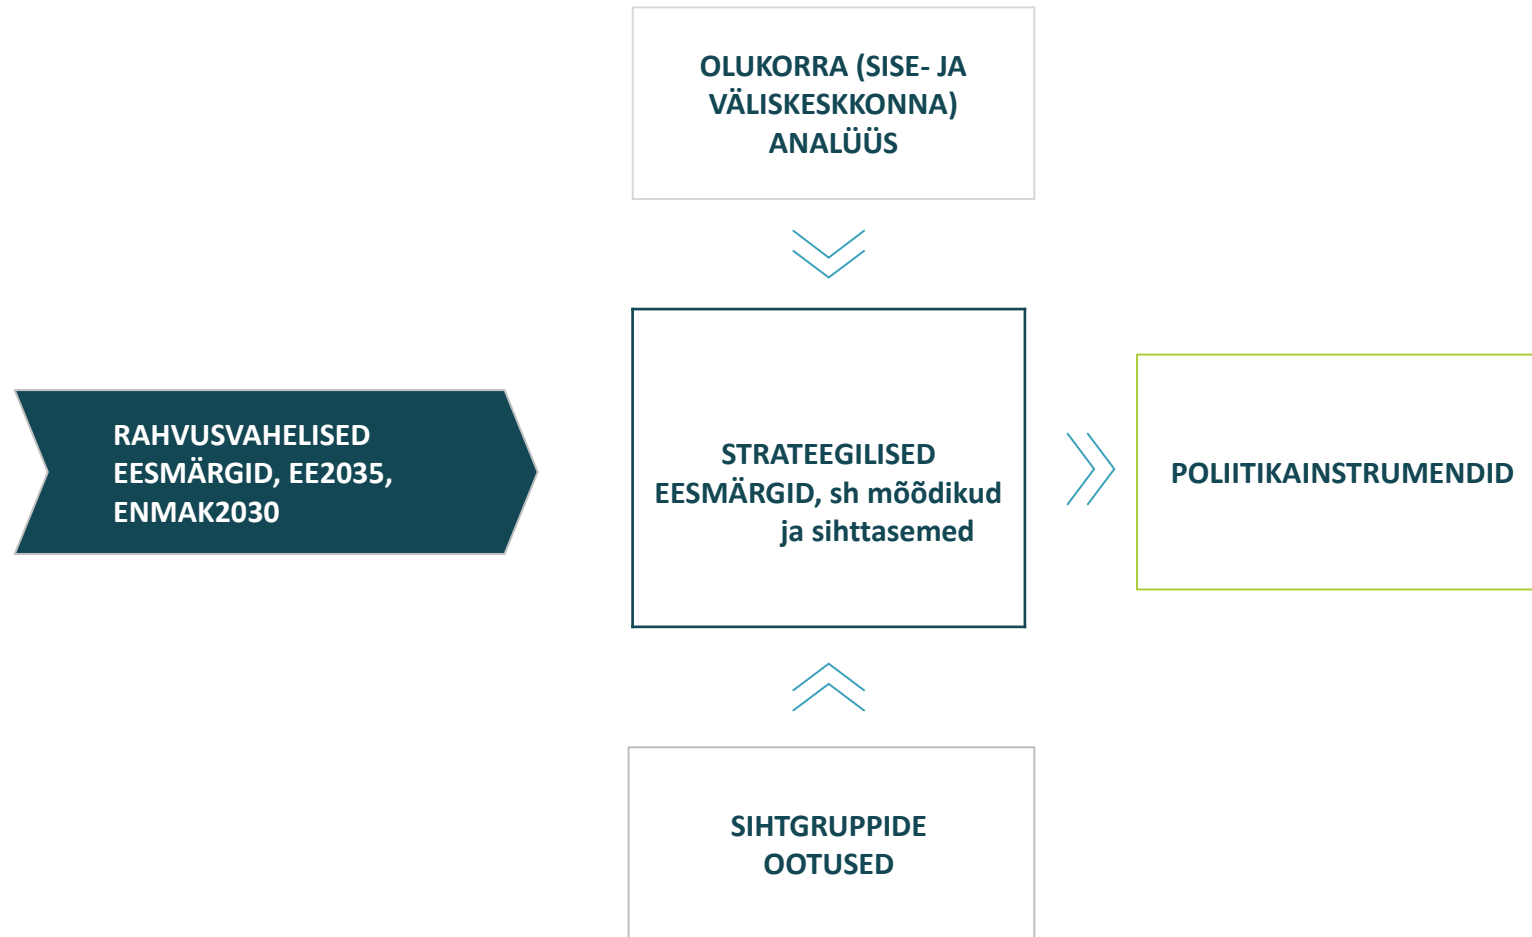 OLUKORRA (SISE- JA
VÄLISKESKKONNA)
ANALÜÜS
RAHVUSVAHELISED
EESMÄRGID, EE2035,
ENMAK2030
STRATEEGILISED
EESMÄRGID, sh mõõdikud
ja sihttasemed
POLIITIKAINSTRUMENDID
SIHTGRUPPIDE
OOTUSED